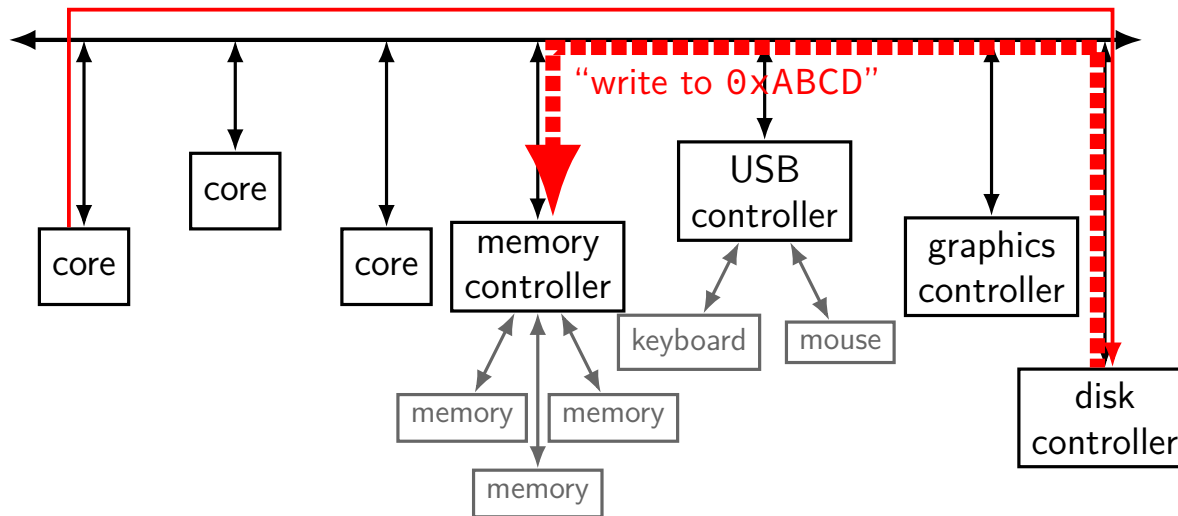 “write to 0xABCD”
core
core
core
memory
controller
USB
controller
graphics
controller
disk
controller
keyboard
mouse
memory
memory
memory